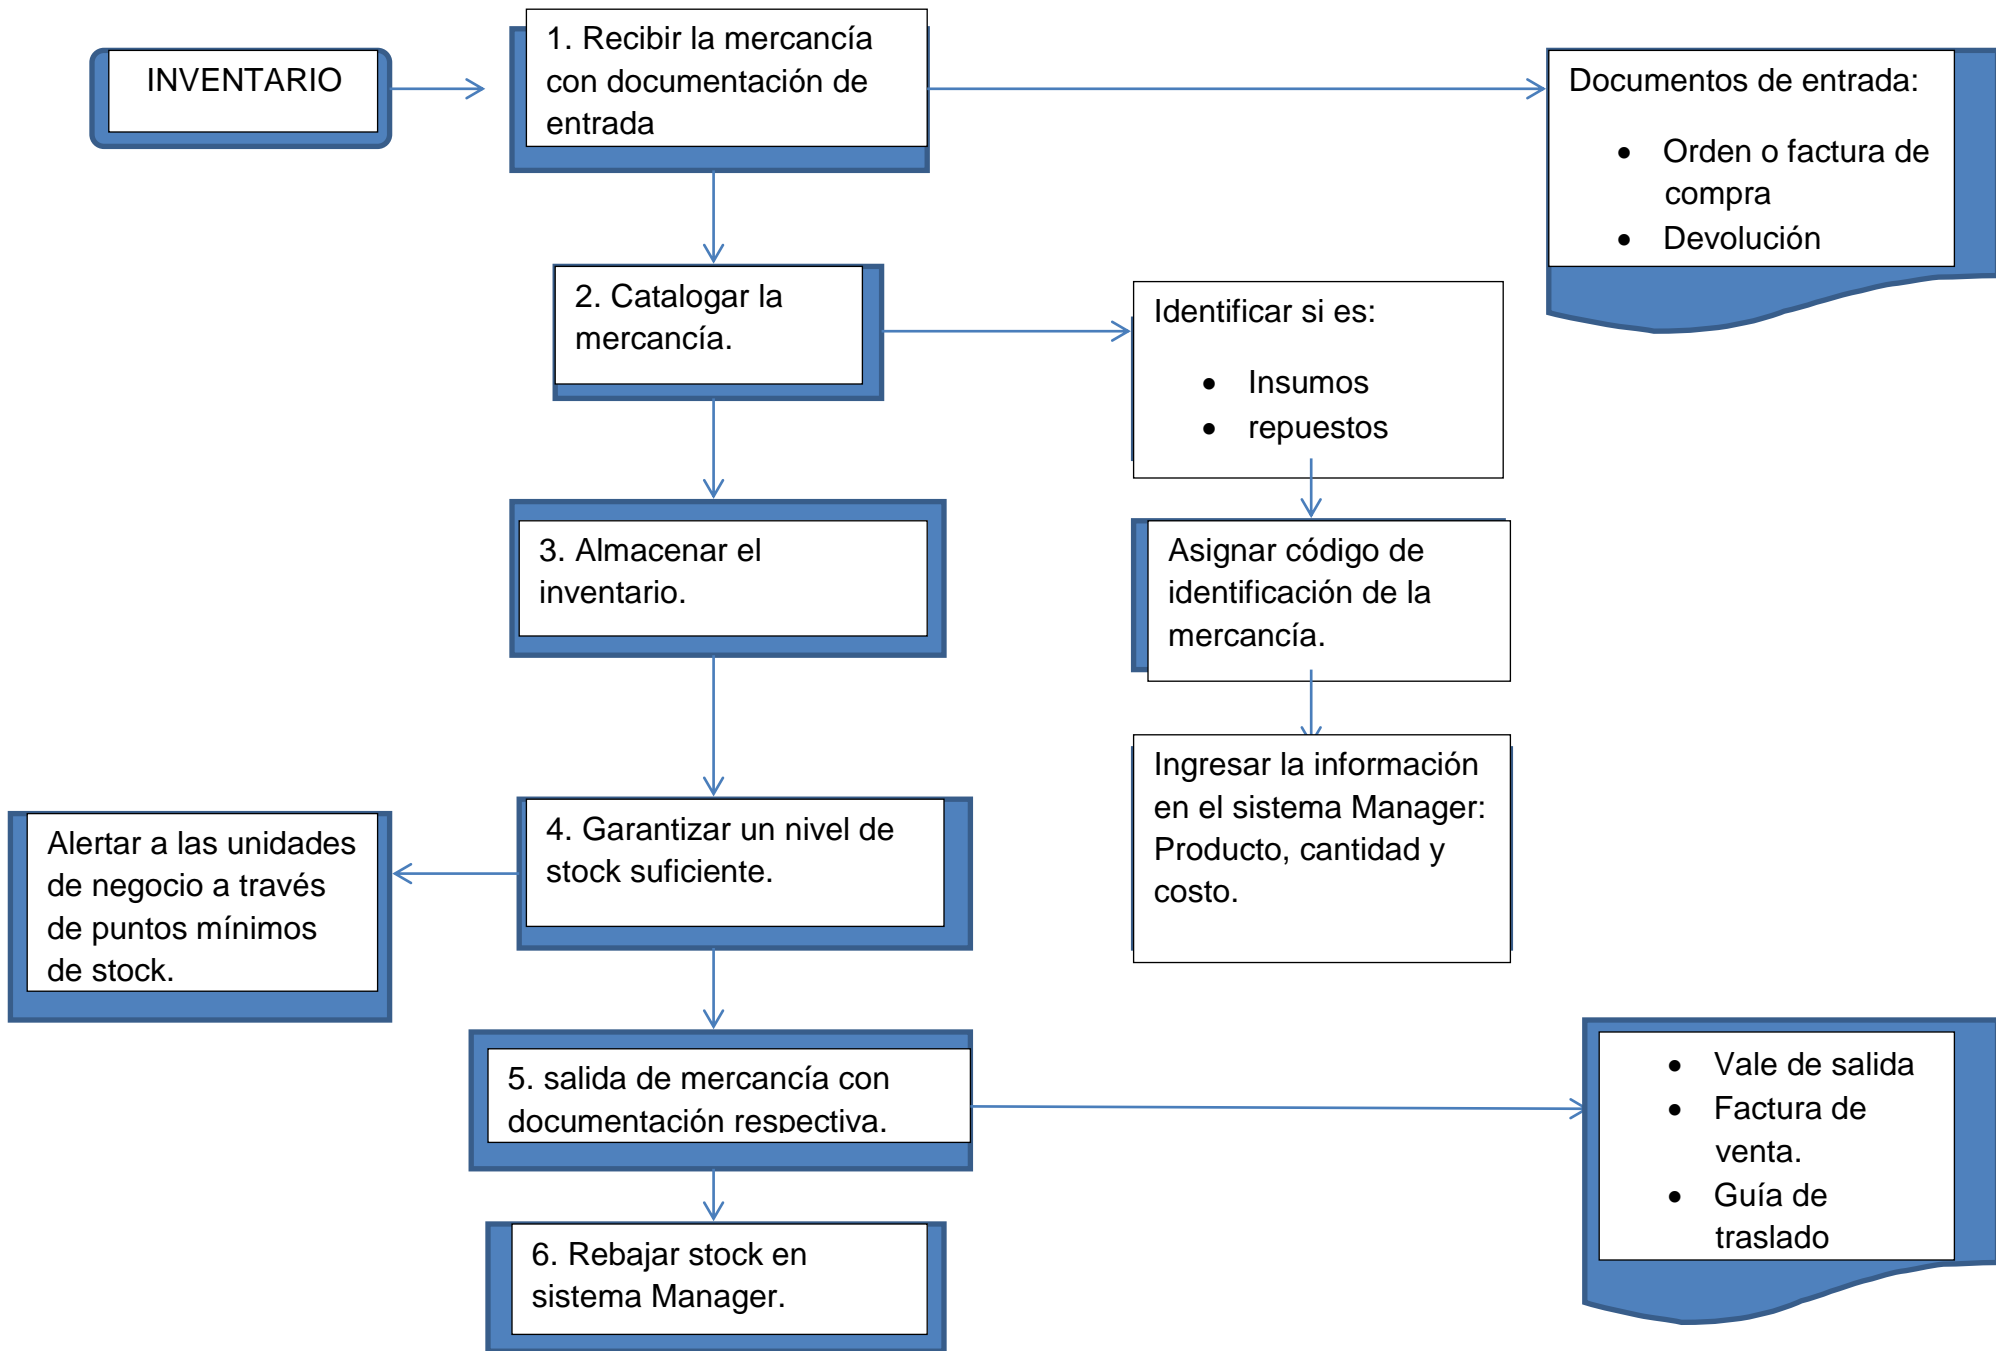 INVENTARIO
1. Recibir la mercancía
con documentación de
entrada
Documentos de entrada:
• Orden o factura de
compra
• Devolución
2. Catalogar la
mercancía.
Identificar si es:
• Insumos
• repuestos
3. Almacenar el
inventario.
Asignar código de
identificación de la
mercancía.
Ingresar la información
en el sistema Manager:
Producto, cantidad y
costo.
4. Garantizar un nivel de
stock suficiente.
Alertar a las unidades
de negocio a través
de puntos mínimos
de stock.
5. salida de mercancía con
documentación respectiva.
• Vale de salida
• Factura de
venta.
• Guía de
traslado
6. Rebajar stock en
sistema Manager.